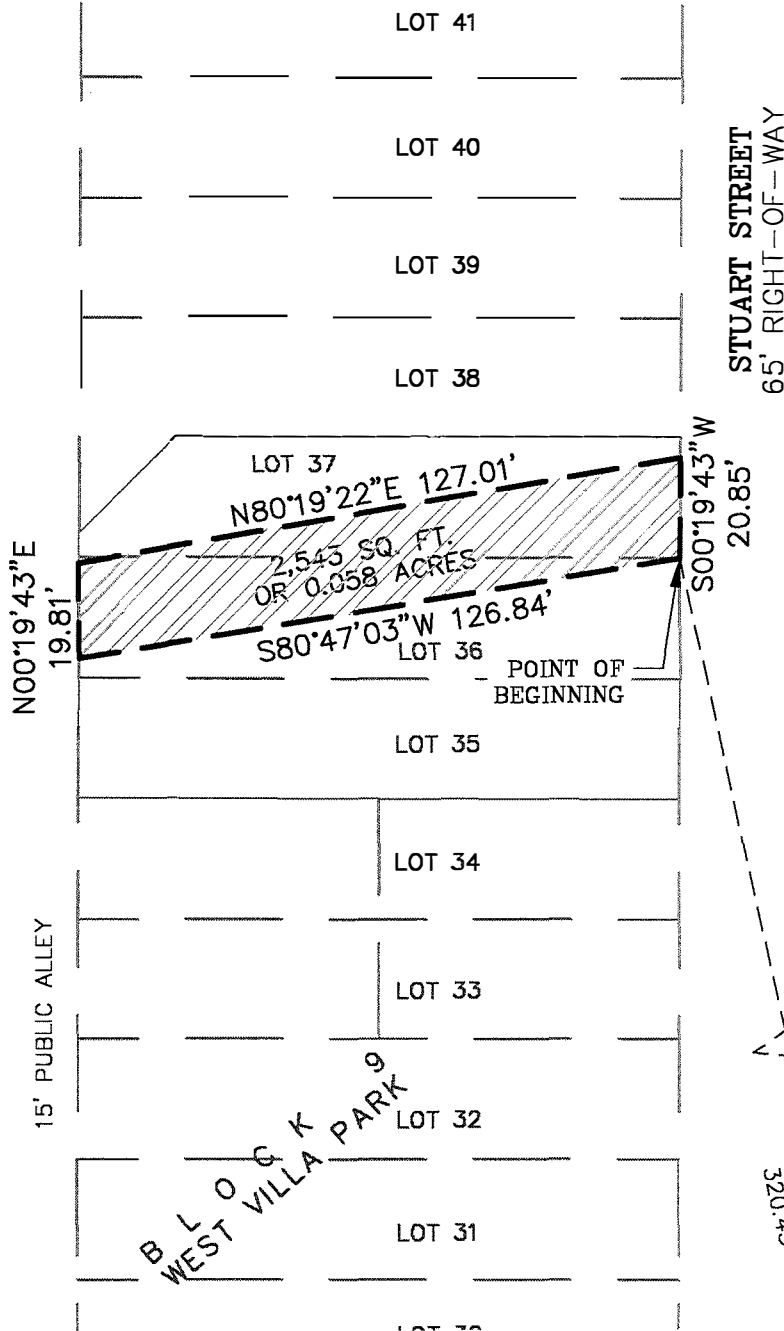 LOT 41
LOT 40
LOT 39
LOT 38
STUART STREET
65' RIGHT-OF-WAY
LOT 37
N80°19'22"E 127.01'
S00°19'43"W
20.85'
2,543 SQ. FT.
OR 0.058 ACRES
N00°19'43"E
19.81'
S80°47'03"W 126.84'
LOT 36
POINT OF
BEGINNING
LOT 35
LOT 34
15' PUBLIC ALLEY
LOT 33
BLOCK 9
WEST VILLA PARK
LOT 32
LOT 31